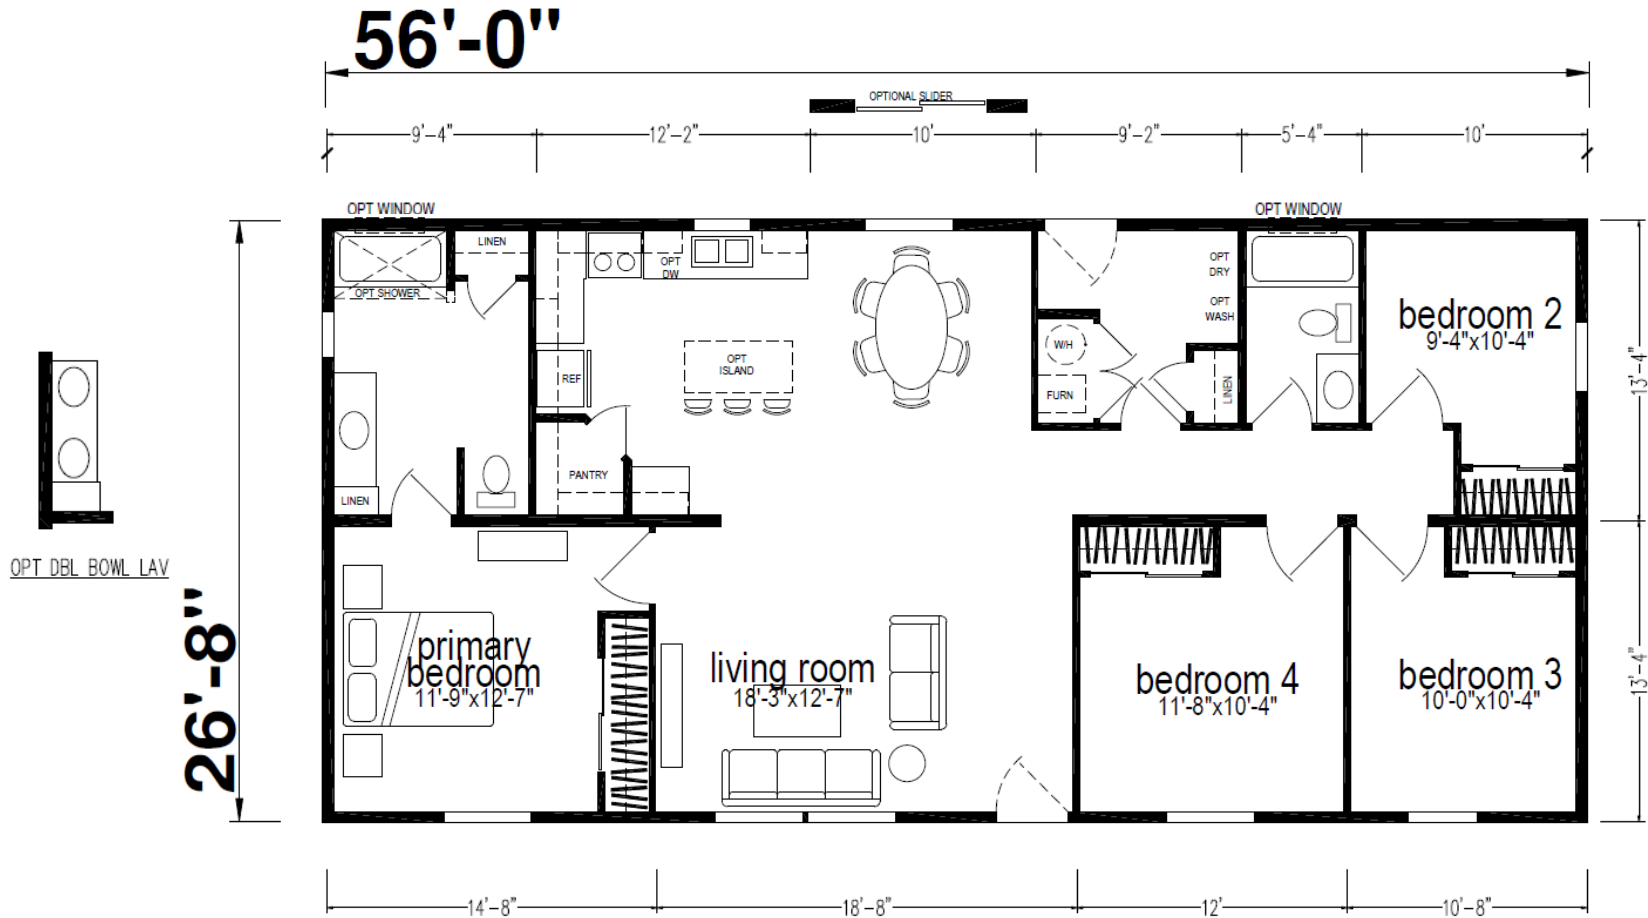 56'-0"
OPTIONAL SLIDER
9'-4"
12'-2"
10'
9'-2"
5'-4"
10'
OPT WINDOW
OPT WINDOW
LINEN
OPT SHOWER
OPT
DW
OPT
DRY
OPT
WASH
bedroom 2
9'-4"x10'-4"
W/H
OPT
ISLAND
REF
FURN
LINEN
13'-4"
PANTRY
LINEN
OPT DBL BOWL LAV
26'-8"
primary
bedroom
11'-9"x12'-7"
living room
18'-3"x12'-7"
bedroom 4
11'-8"x10'-4"
bedroom 3
10'-0"x10'-4"
13'-4"
14'-8"
18'-8"
12'
10'-8"